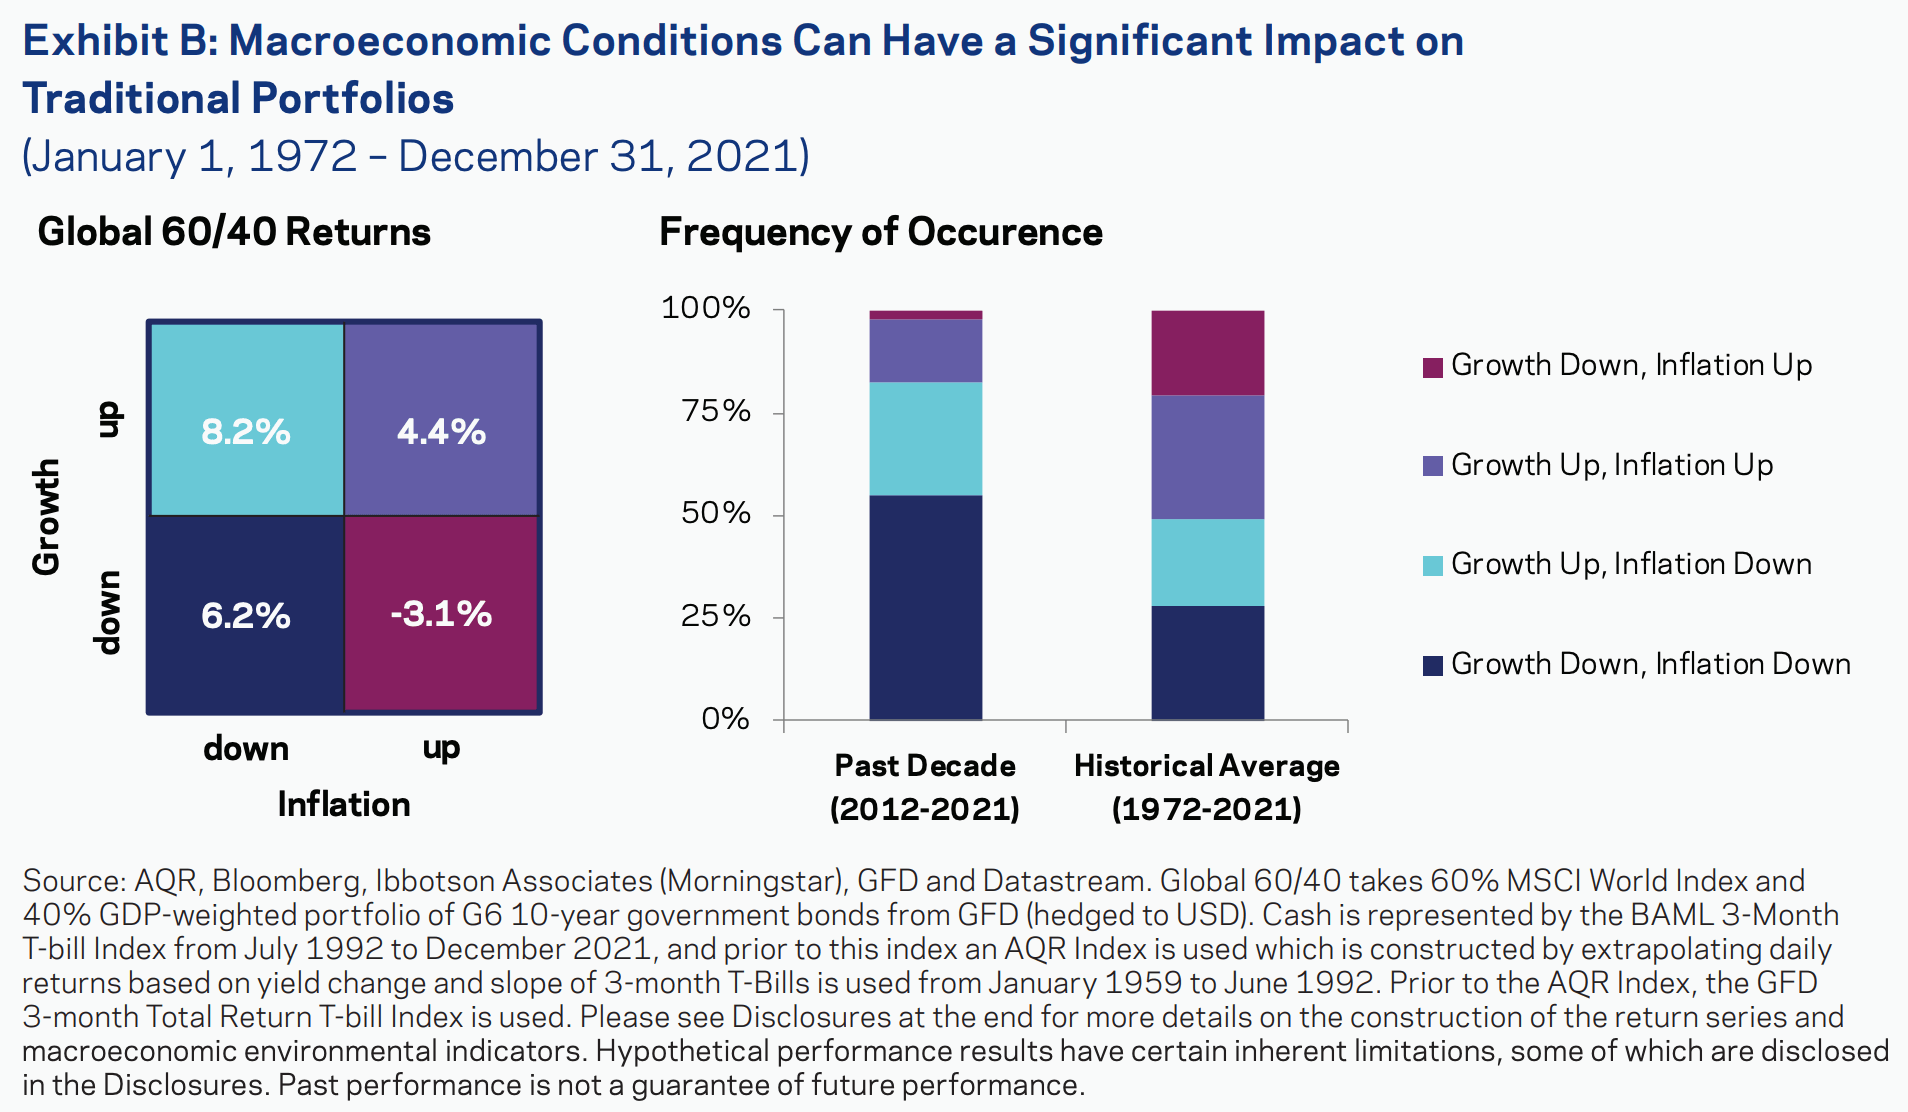 Exhibit B: Macroeconomic Conditions Can Have a Significant Impact on
Traditional Portfolios
(January 1, 1972 – December 31, 2021)
Global 60/40 Returns
Growth
up
down
8.2%
4.4%
6.2%
-3.1%
down
up
Inflation
Frequency of Occurence
100%
75%
50%
25%
0%
Past Decade
(2012-2021)
Historical Average
(1972-2021)
Growth Down, Inflation Up
Growth Up, Inflation Up
Growth Up, Inflation Down
Growth Down, Inflation Down
Source: AQR, Bloomberg, Ibbotson Associates (Morningstar), GFD and Datastream. Global 60/40 takes 60% MSCI World Index and
40% GDP-weighted portfolio of G6 10-year government bonds from GFD (hedged to USD). Cash is represented by the BAML 3-Month
T-bill Index from July 1992 to December 2021, and prior to this index an AQR Index is used which is constructed by extrapolating daily
returns based on yield change and slope of 3-month T-Bills is used from January 1959 to June 1992. Prior to the AQR Index, the GFD
3-month Total Return T-bill Index is used. Please see Disclosures at the end for more details on the construction of the return series and
macroeconomic environmental indicators. Hypothetical performance results have certain inherent limitations, some of which are disclosed
in the Disclosures. Past performance is not a guarantee of future performance.